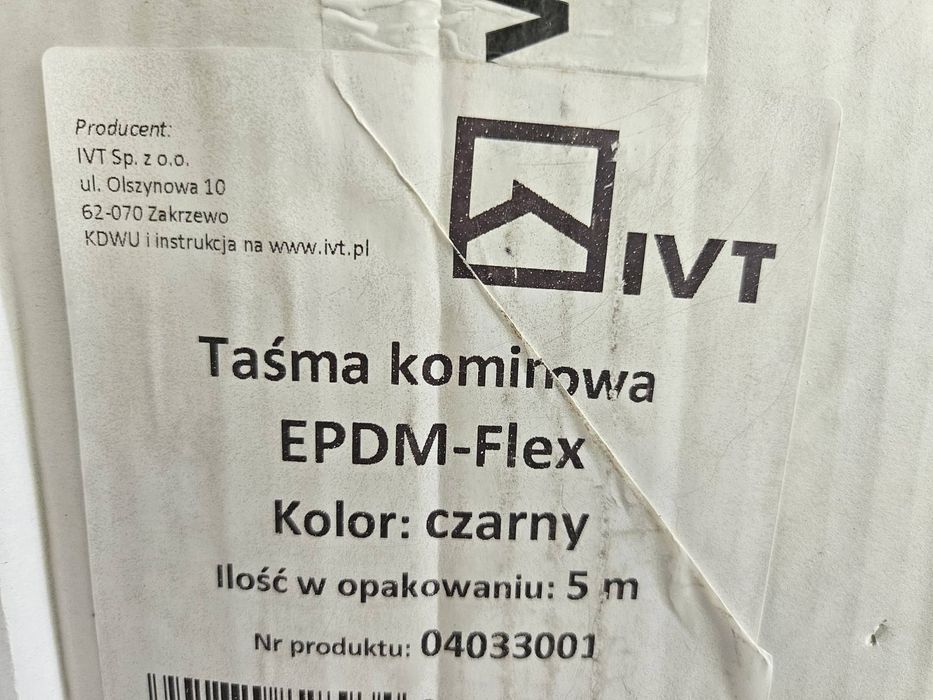 Producent:
IVT Sp. z o.o.
ul. Olszynowa 10
62-070 Zakrzewo
KDWU i instrukcja na www.ivt.pl
IVT
Taśma kominowa
EPDM-Flex
Kolor: czarny
Ilość w opakowaniu: 5 m
Nr produktu: 04033001